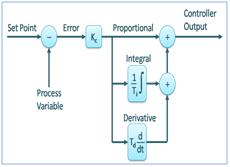 Controller
Output
Set Point
Error
Proportional
−
Kc
+
Integral
1
Ti
∫
+
Process
Variable
Derivative
Td d
dt